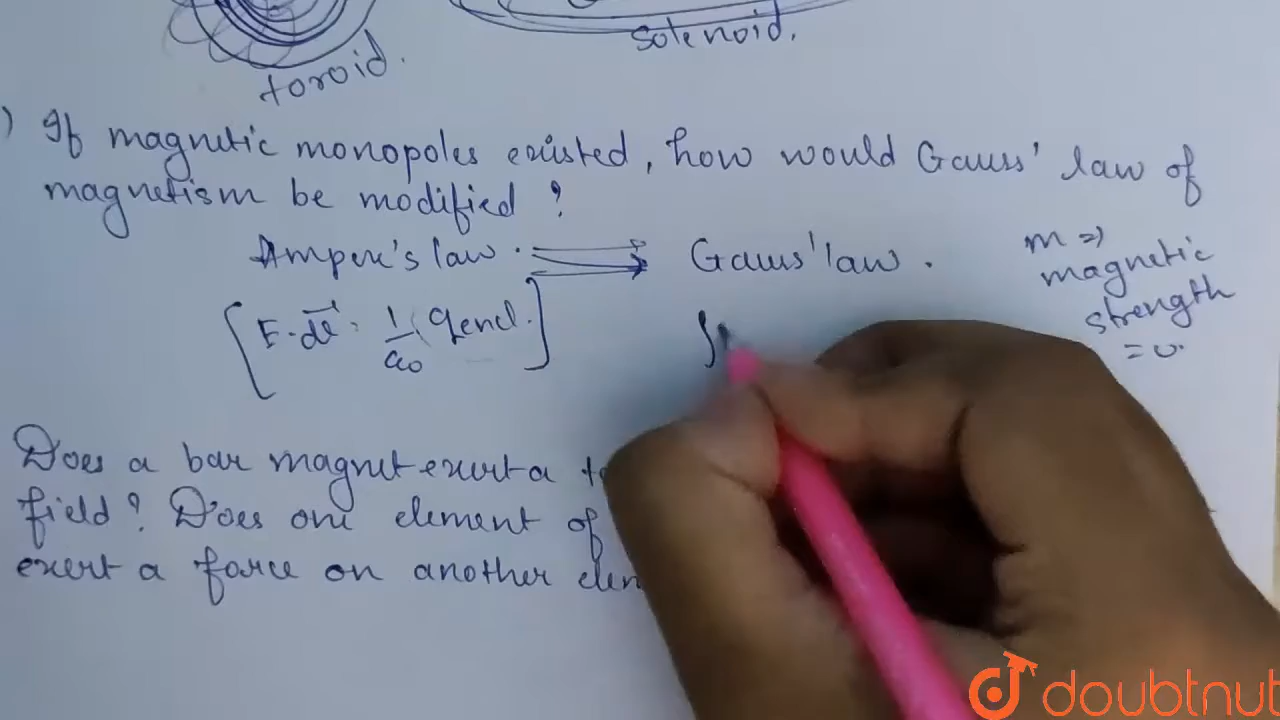 toroid.
solenoid.
) If magnetic monopoles existed, how would Gauss' law of
magnetism be modified ?
Amper's law. Gauss' law.
m ⇒
magnetic
strength
= 0.
[E. dl = 1/ε0 (qencl.]
∫
Does a bar magnet exert a
field? Does one element of
exert a force on another
doubtnut